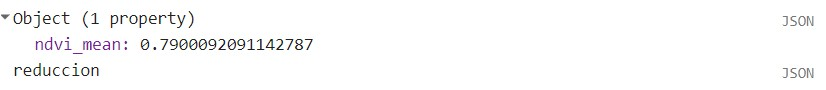 Object (1 property)
JSON
ndvi_mean: 0.7900092091142787
reduccion
JSON